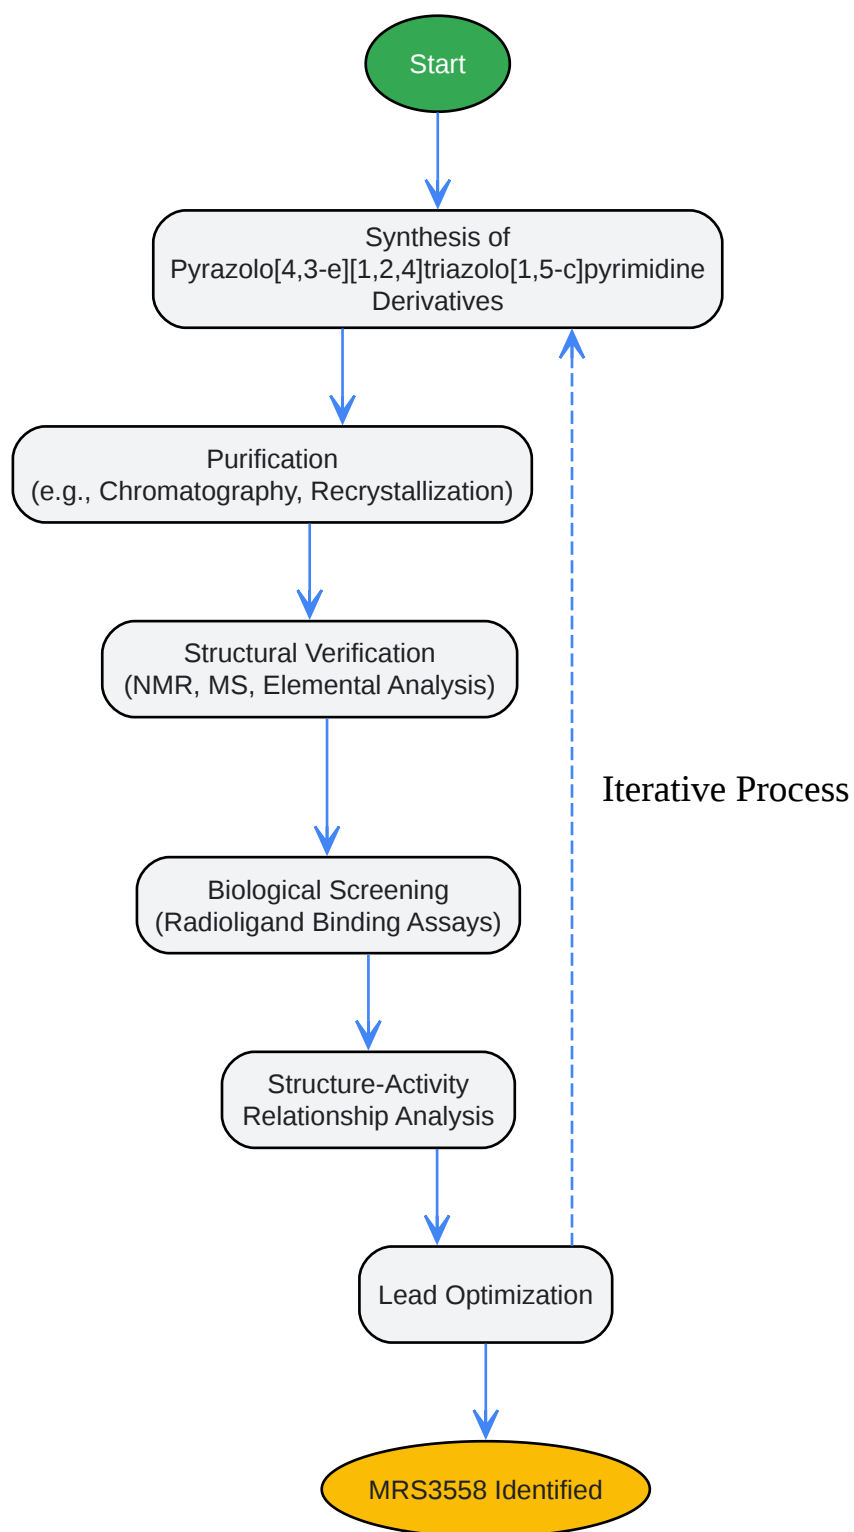 Start
Synthesis of
Pyrazolo[4,3-e][1,2,4]triazolo[1,5-c]pyrimidine
Derivatives
Purification
(e.g., Chromatography, Recrystallization)
Structural Verification
(NMR, MS, Elemental Analysis)
Iterative Process
Biological Screening
(Radioligand Binding Assays)
Structure-Activity
Relationship Analysis
Lead Optimization
MRS3558 Identified